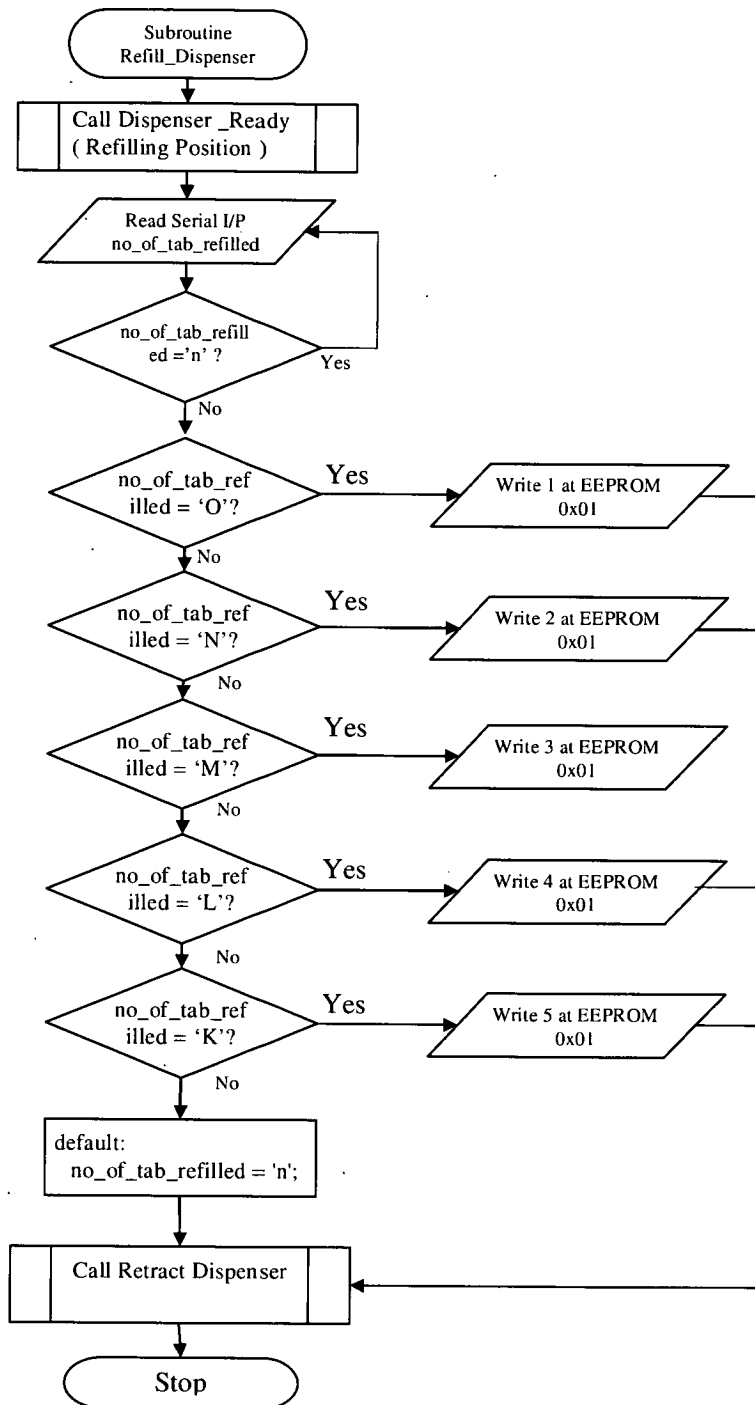 Subroutine
Refill_Dispenser
Call Dispenser _Ready
( Refilling Position )
Read Serial I/P
no_of_tab_refilled
no_of_tab_refill
ed ='n' ?
Yes
No
no_of_tab_ref
illed = ‘O’?
Yes
Write 1 at EEPROM
0x01
No
no_of_tab_ref
illed = ‘N’?
Yes
Write 2 at EEPROM
0x01
No
no_of_tab_ref
illed = ‘M’?
Yes
Write 3 at EEPROM
0x01
No
no_of_tab_ref
illed = ‘L’?
Yes
Write 4 at EEPROM
0x01
No
no_of_tab_ref
illed = ‘K’?
Yes
Write 5 at EEPROM
0x01
No
default:
no_of_tab_refilled = 'n';
Call Retract Dispenser
Stop